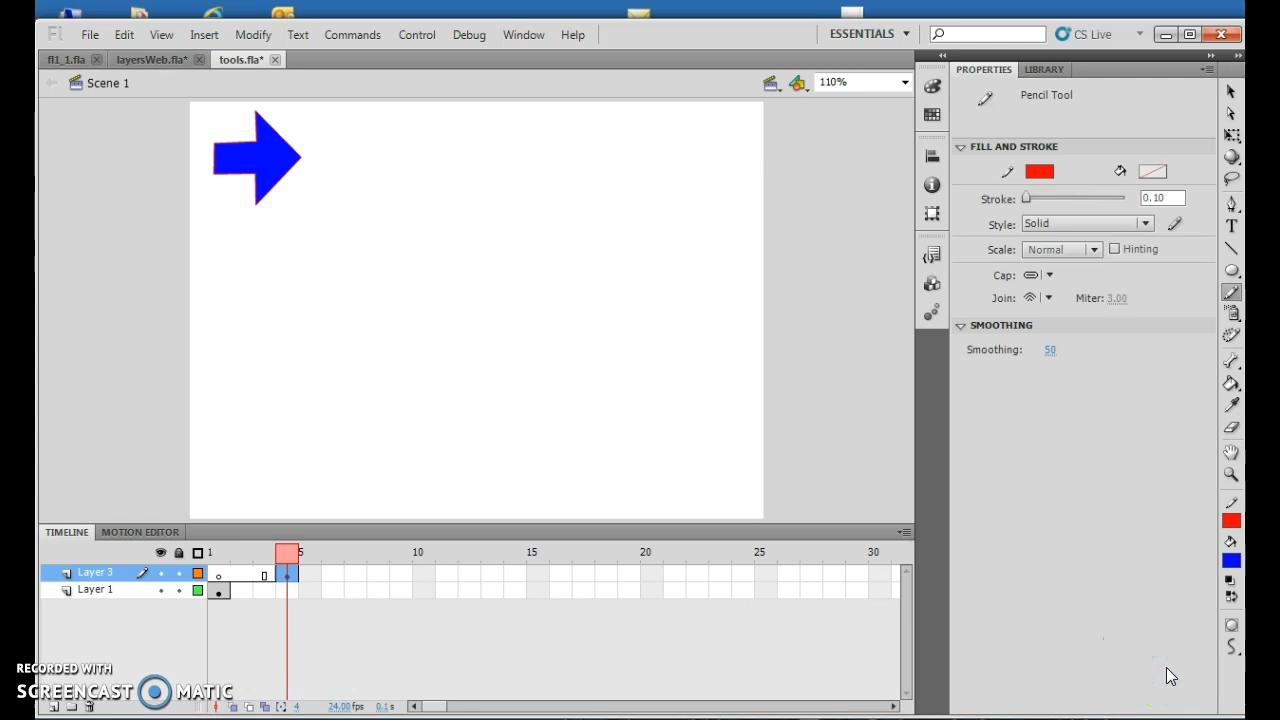 Fl File Edit View Insert Modify Text Commands Control Debug Window Help ESSENTIALS CS Live
fl1_1.fla layersWeb.fla* tools.fla*
Scene 1 110%
PROPERTIES LIBRARY
Pencil Tool
FILL AND STROKE
Stroke: 0.10
Style: Solid
Scale: Normal Hinting
Cap:
Join: Miter: 3.00
SMOOTHING
Smoothing: 50
TIMELINE MOTION EDITOR
1 5 10 15 20 25 30
Layer 3
Layer 1
RECORDED WITH
SCREENCAST MATIC
4 24.00 fps 0.1 s